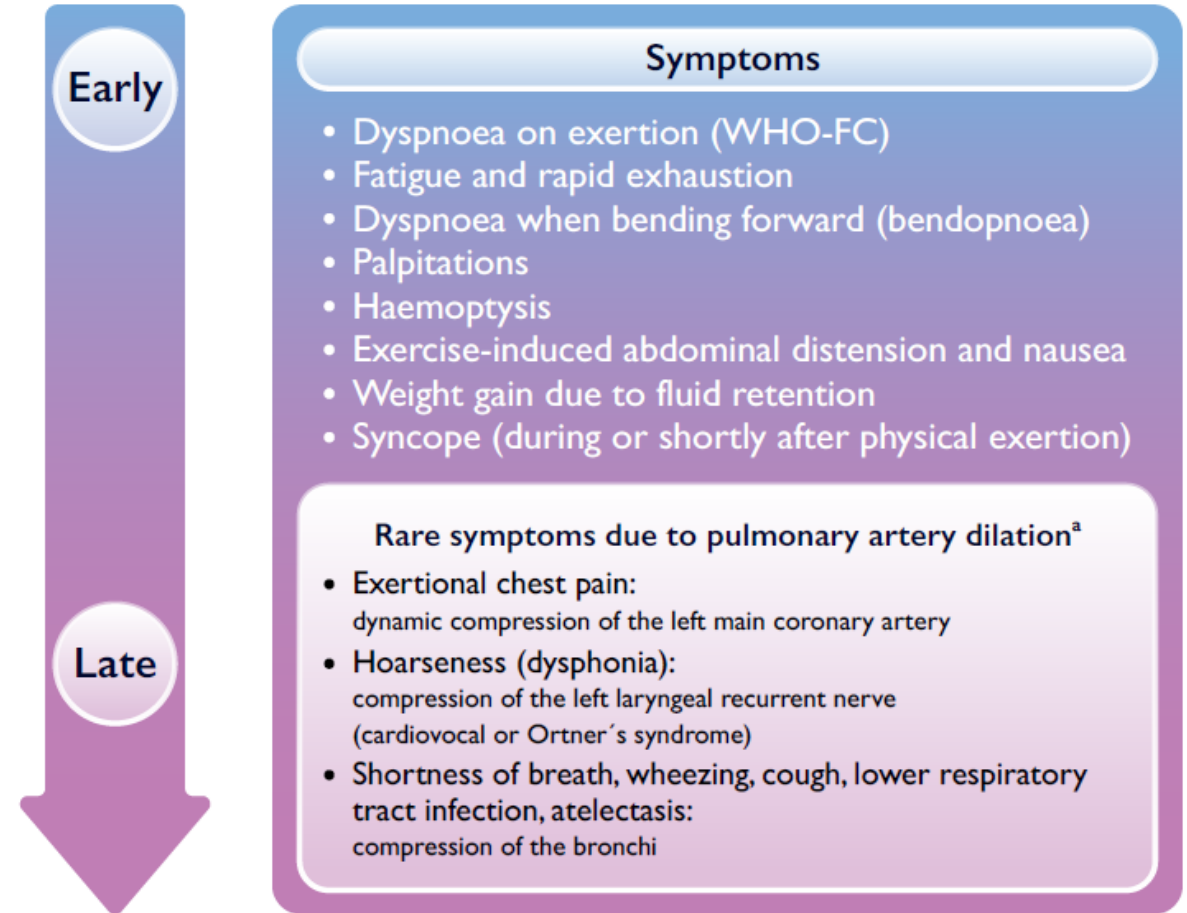 Early
Symptoms
• Dyspnoea on exertion (WHO-FC)
• Fatigue and rapid exhaustion
• Dyspnoea when bending forward (bendopnoea)
• Palpitations
• Haemoptysis
• Exercise-induced abdominal distension and nausea
• Weight gain due to fluid retention
• Syncope (during or shortly after physical exertion)
Late
Rare symptoms due to pulmonary artery dilationᵃ
• Exertional chest pain:
dynamic compression of the left main coronary artery
• Hoarseness (dysphonia):
compression of the left laryngeal recurrent nerve
(cardiovocal or Ortner´s syndrome)
• Shortness of breath, wheezing, cough, lower respiratory
tract infection, atelectasis:
compression of the bronchi